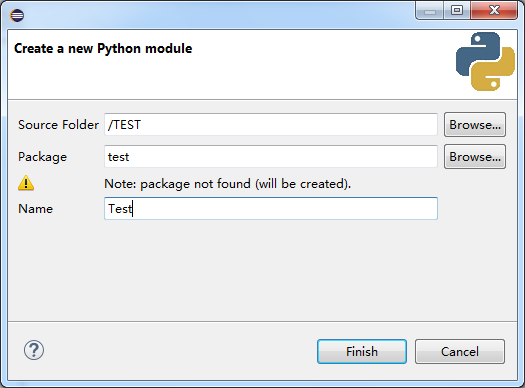 Create a new Python module
Source Folder /TEST Browse...
Package test Browse...
Note: package not found (will be created).
Name Test
? Finish Cancel